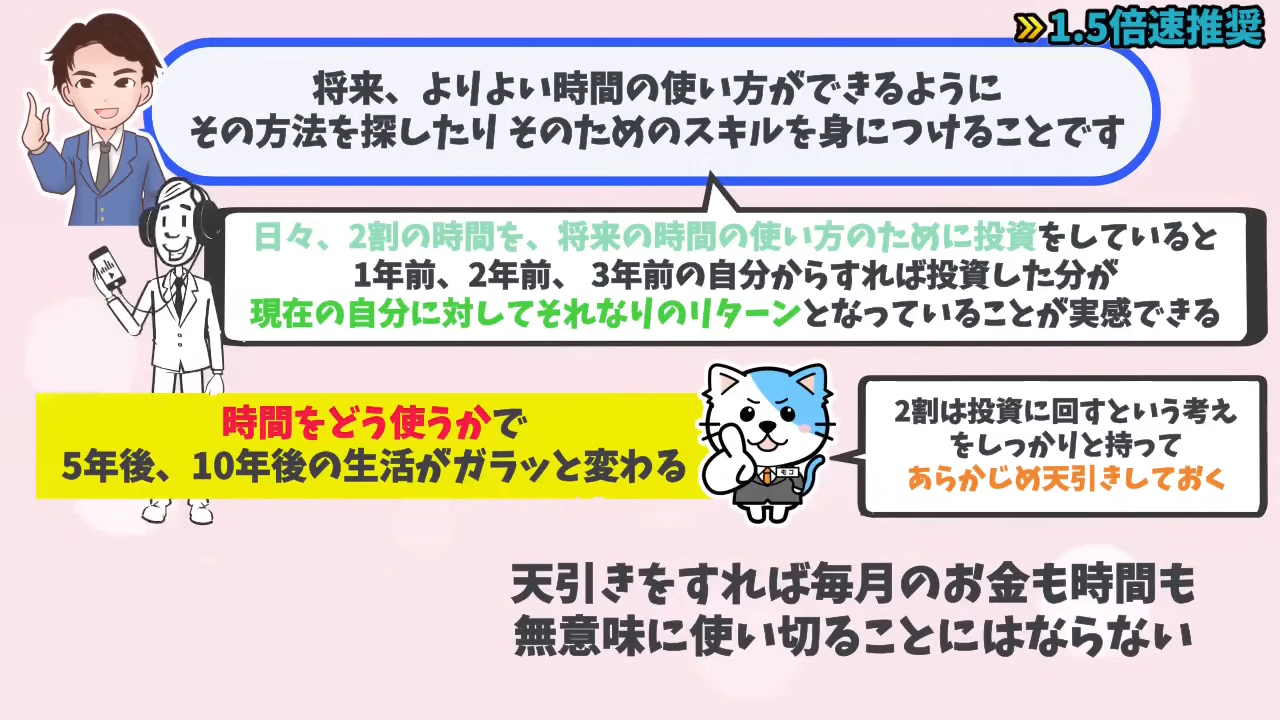 1.5倍速推奨
将来、よりよい時間の使い方ができるように
その方法を探したり そのためのスキルを身につけることです
日々、2割の時間を、将来の時間の使い方のために投資をしていると
1年前、2年前、 3年前の自分からすれば投資した分が
現在の自分に対してそれなりのリターンとなっていることが実感できる
時間をどう使うかで
5年後、10年後の生活がガラッと変わる
モコ
2割は投資に回すという考え
をしっかりと持って
あらかじめ天引きしておく
天引きをすれば毎月のお金も時間も
無意味に使い切ることにはならない